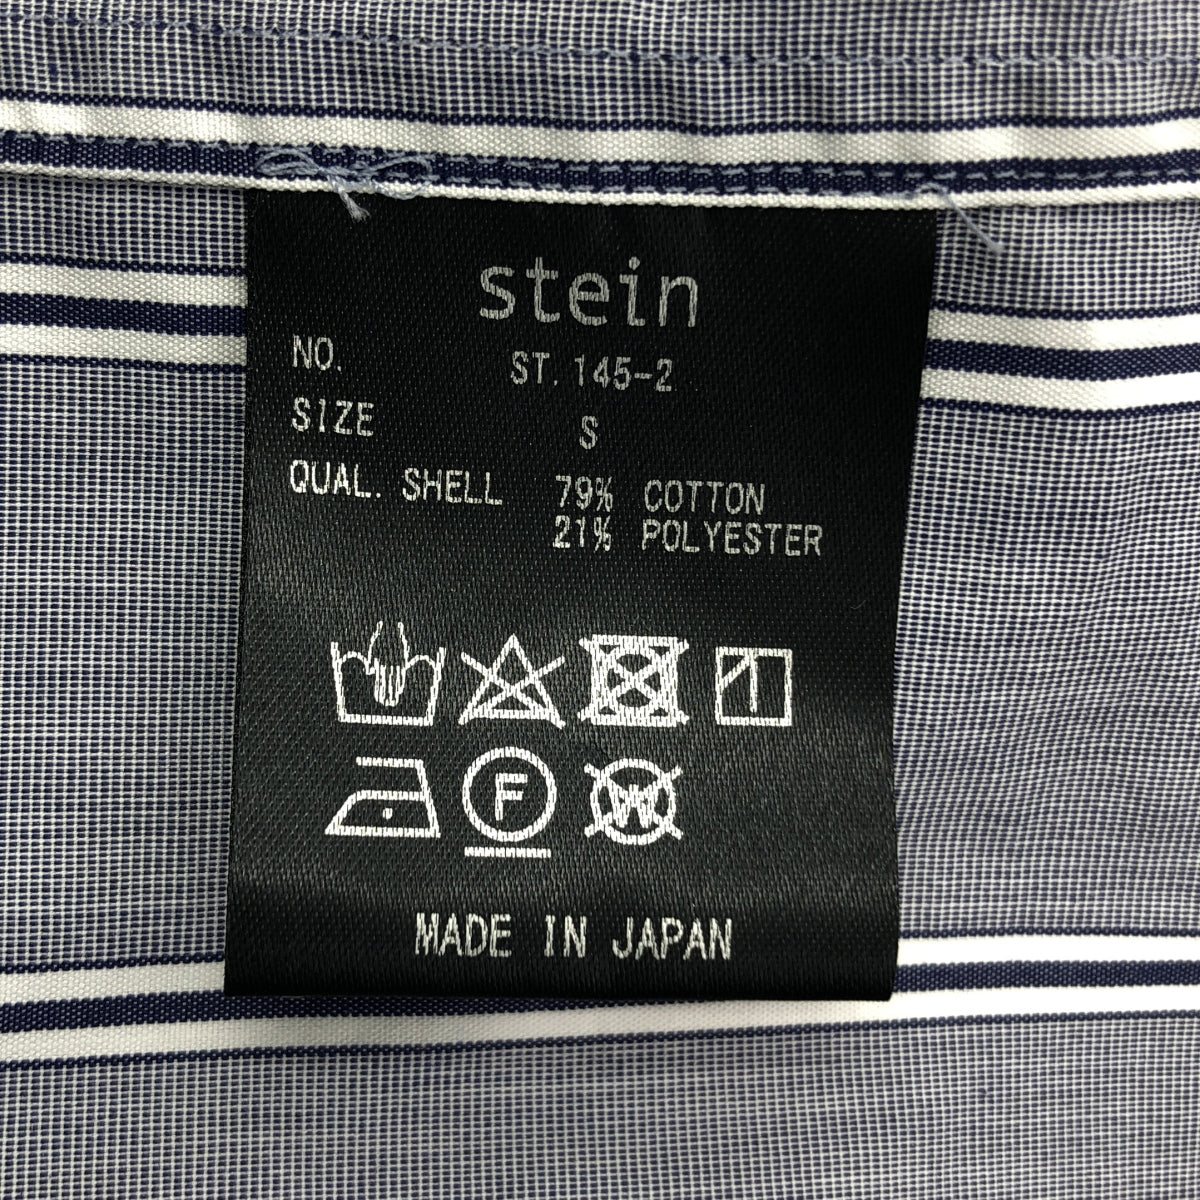 stein
NO. ST.145-2
SIZE S
QUAL. SHELL 79% COTTON
21% POLYESTER
F
W
MADE IN JAPAN